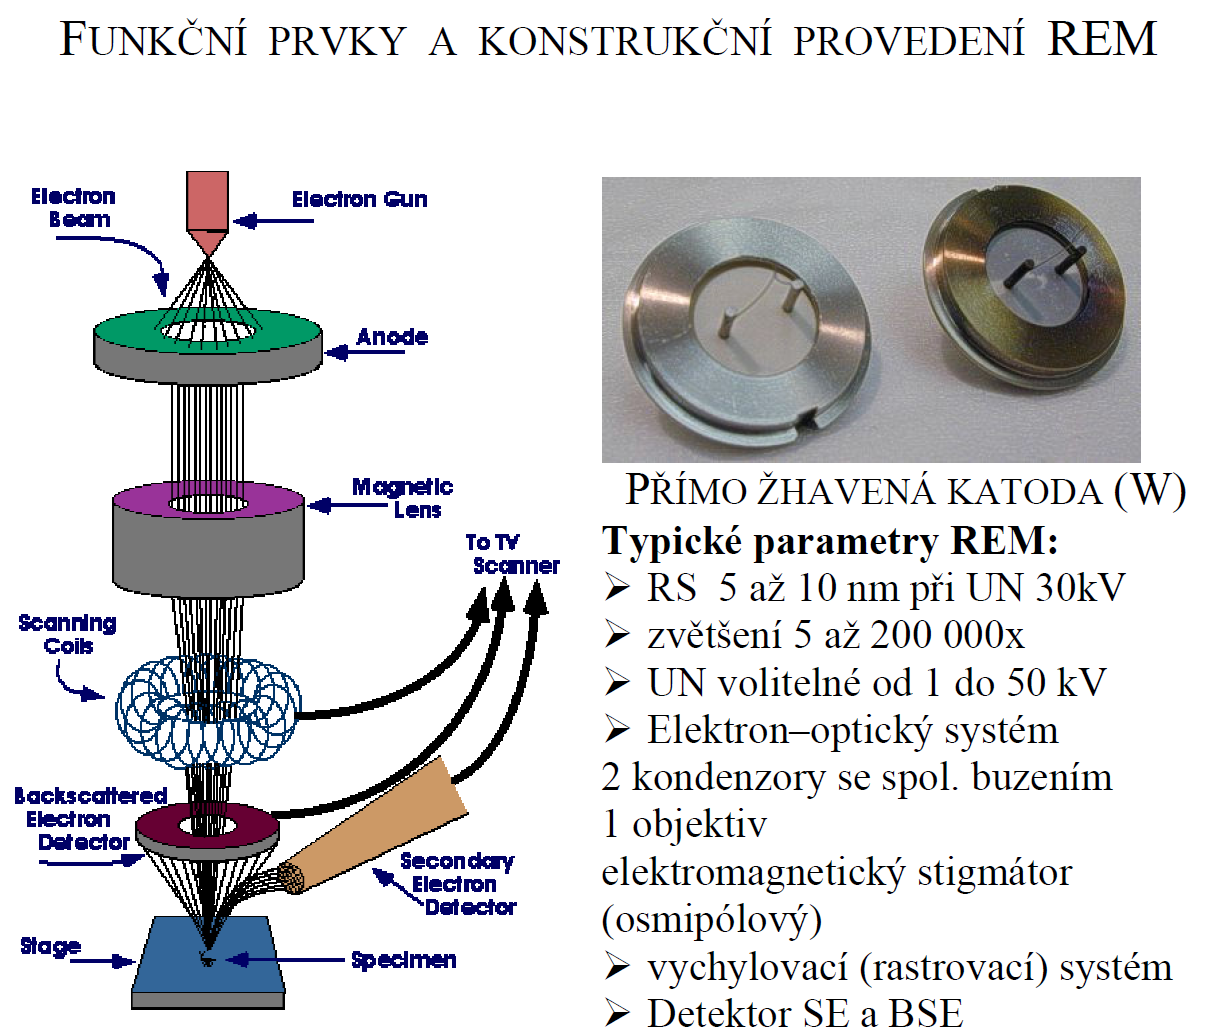 FUNKČNÍ PRVKY A KONSTRUKČNÍ PROVEDENÍ REM
Electron
Beam
Electron Gun
Anode
Magnetic
Lens
To TV
Scanner
Scanning
Coils
Backscattered
Electron
Detector
Secondary
Electron
Detector
Stage
Specimen
PŘÍMO ŽHAVENÁ KATODA (W)
Typické parametry REM:
➢ RS 5 až 10 nm při UN 30kV
➢ zvětšení 5 až 200 000x
➢ UN volitelné od 1 do 50 kV
➢ Elektron–optický systém
2 kondenzory se spol. buzením
1 objektiv
elektromagnetický stigmátor
(osmipólový)
➢ vychylovací (rastrovací) systém
➢ Detektor SE a BSE